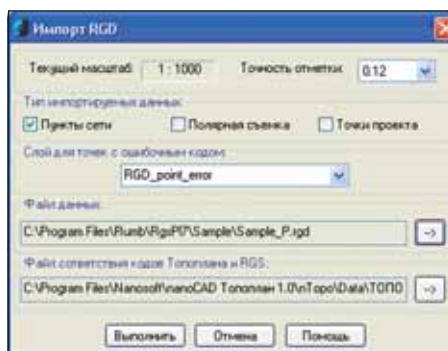 Импорт RGD
Текущий масштаб: 1 : 1000 Точность отметки: 0.12
Тип импортируемых данных:
Пункты сети Полярная съемка Точки проекта
Слой для точек с ошибочным кодом:
RGD_point_error
Файл данных:
C:\Program Files\Rumb\RgsPl7\Sample\Sample_P.rgd ->
Файл соответствия кодов Топоплана и RGS:
C:\Program Files\Nanosoft\nanoCAD Топоплан 1.0\nTopo\Data\ТОПО ->
Выполнить Отмена Помощь